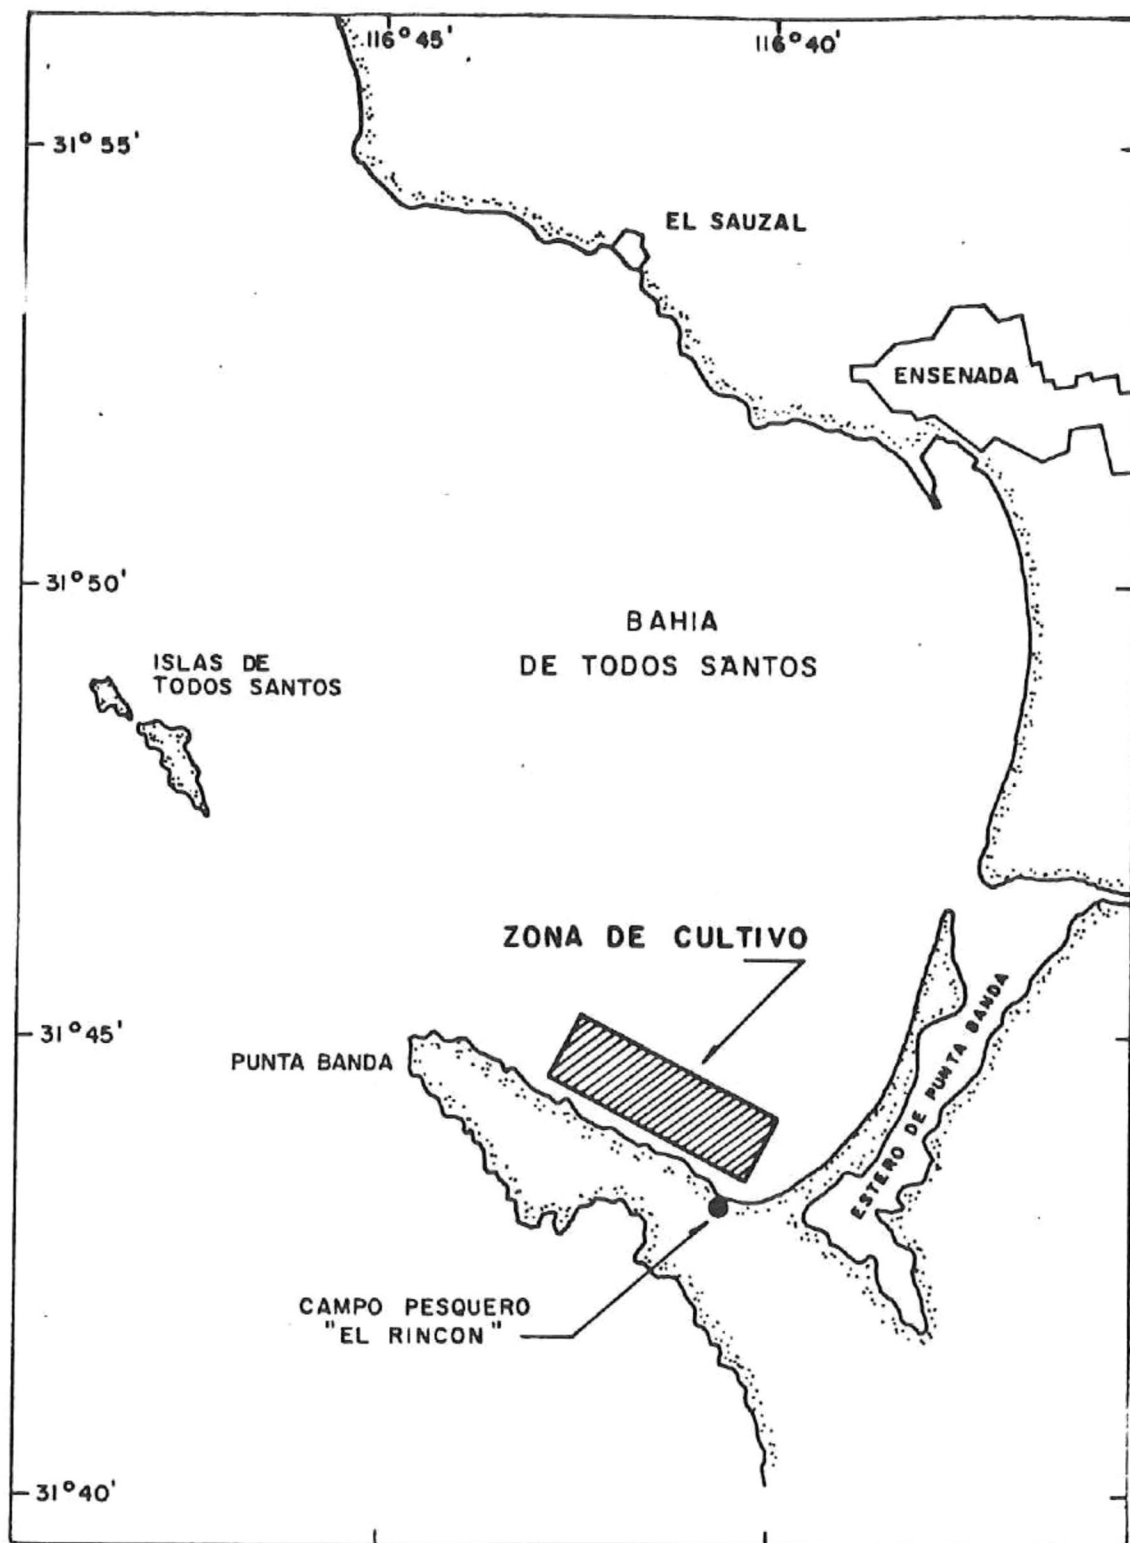 116° 45'
116° 40'
31° 55'
EL SAUZAL
ENSENADA
31° 50'
BAHIA
DE TODOS SANTOS
ISLAS DE
TODOS SANTOS
ZONA DE CULTIVO
31° 45'
PUNTA BANDA
ESTERO DE PUNTA BANDA
CAMPO PESQUERO
"EL RINCON"
31° 40'